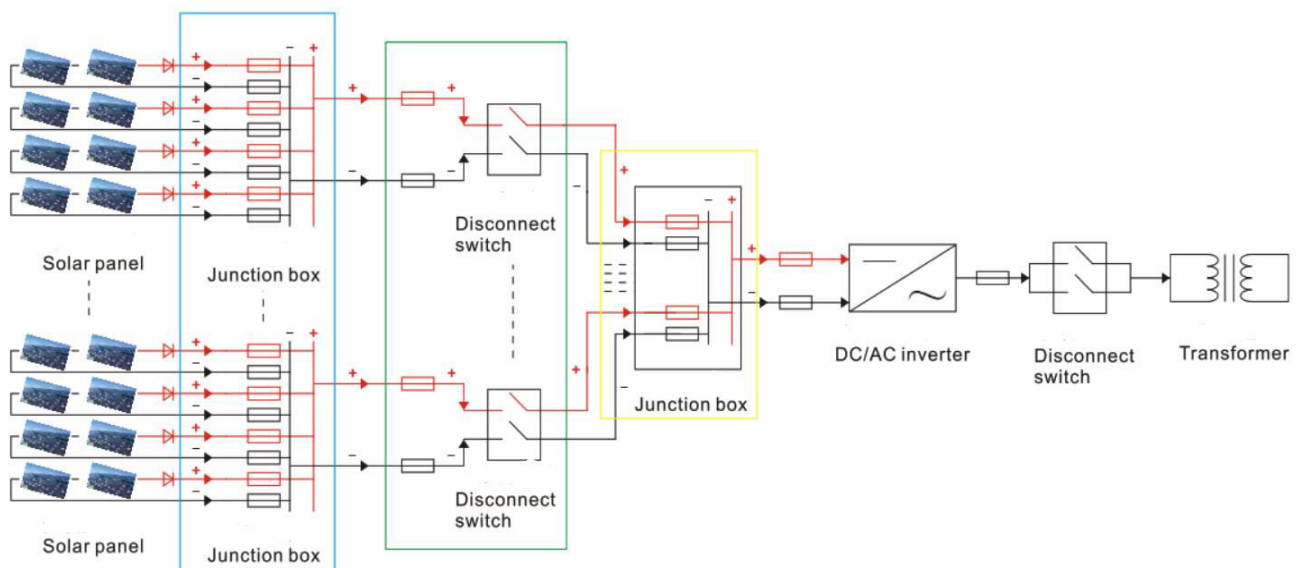 Solar panel
Junction box
Disconnect
switch
Solar panel
Junction box
Disconnect
switch
Junction box
DC/AC inverter
Disconnect
switch
Transformer